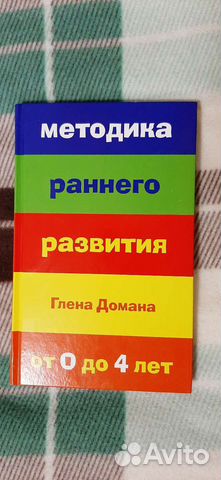 методика
раннего
развития
Глена Домана
от 0 до 4 лет
Avito